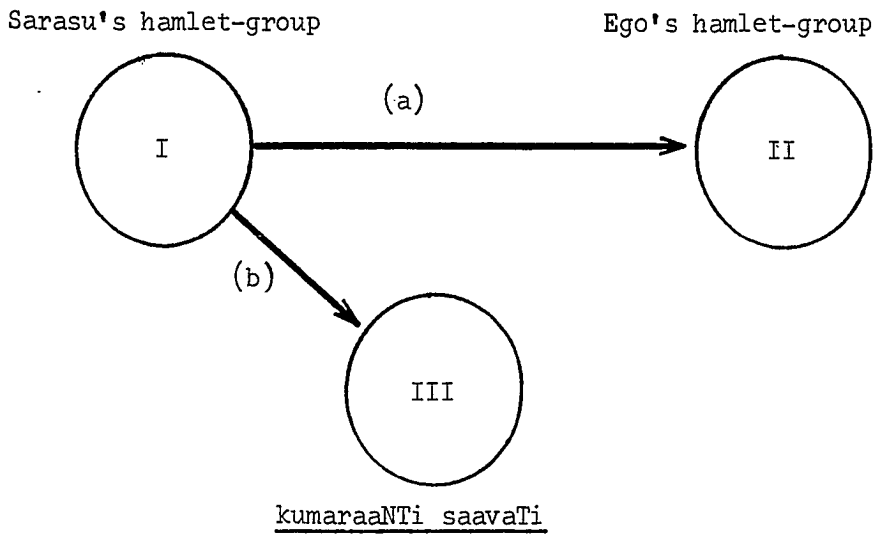 Sarasu's hamlet-group
Ego's hamlet-group
(a)
I
II
(b)
III
kumaraaNTi saavaTi